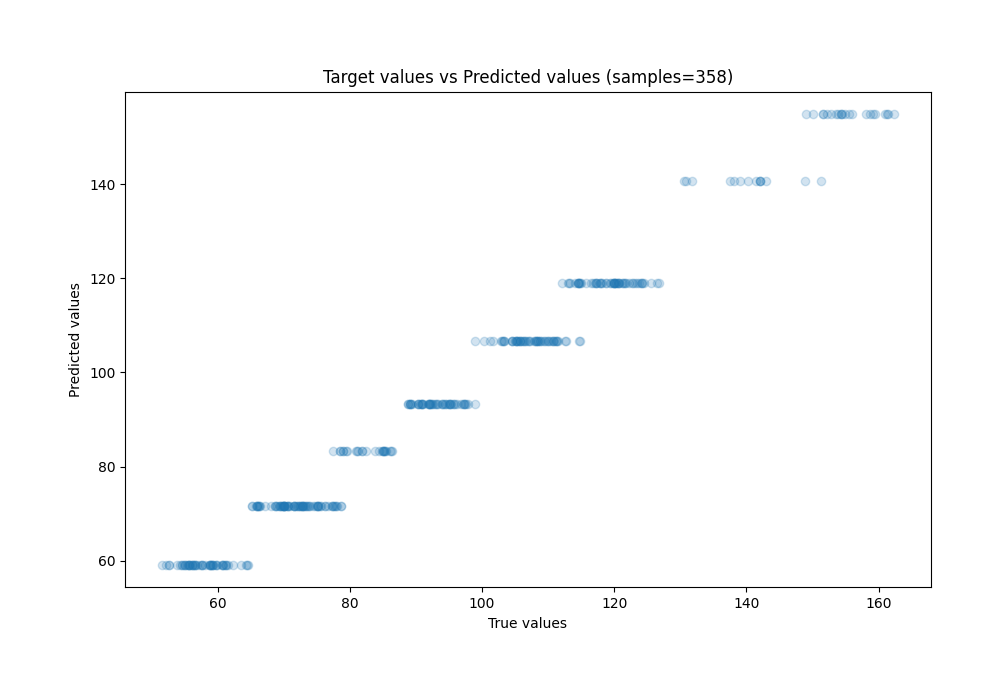 Target values vs Predicted values (samples=358)
140
120
100
80
60
Predicted values
60 80 100 120 140 160
True values